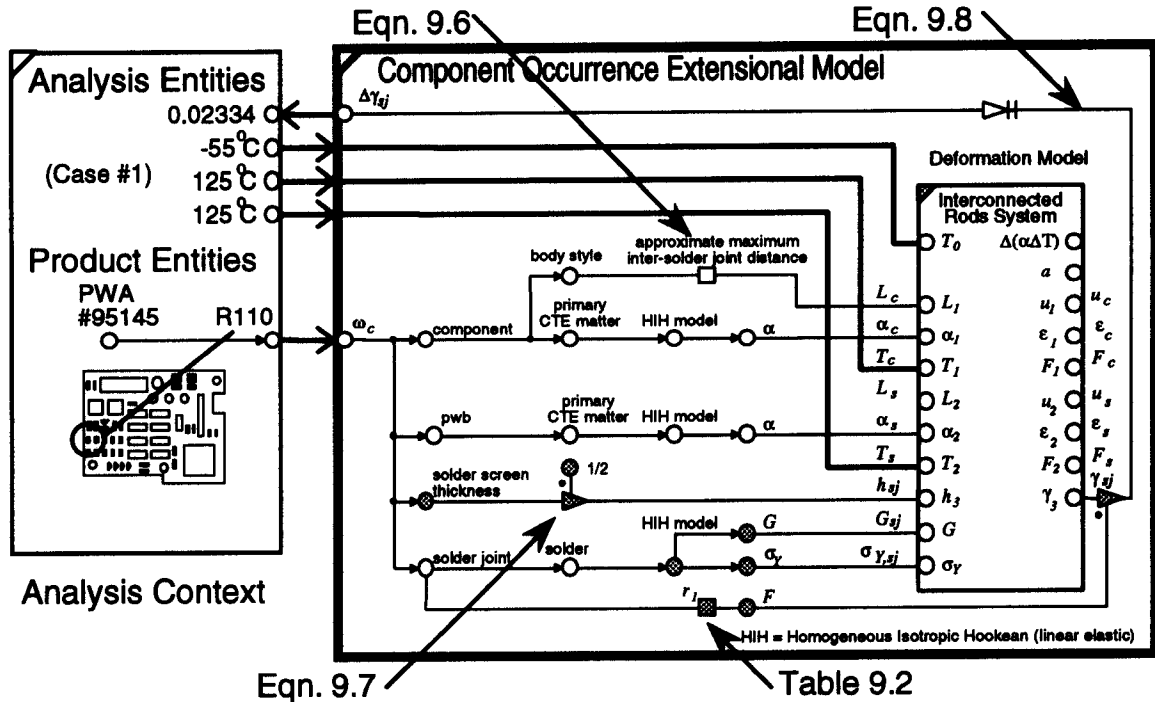 Eqn. 9.6
Eqn. 9.8
Analysis Entities
0.02334
-55°C
(Case #1)
125°C
125°C
Product Entities
PWA
#95145
R110
Analysis Context
Component Occurrence Extensional Model
Δγsj
Deformation Model
Interconnected
Rods System
body style
approximate maximum
inter-solder joint distance
ωc
component
primary
CTE matter
HIH model
α
pwb
primary
CTE matter
HIH model
α
solder screen
thickness
1/2
solder joint
solder
HIH model
G
σY
r1
F
Lc
αc
Tc
Ls
αs
Ts
hsj
Gsj
σY,sj
T0
L1
α1
T1
L2
α2
T2
h3
G
σY
Δ(αΔT)
a
u1
ε1
F1
u2
ε2
F2
γ3
uc
εc
Fc
us
εs
Fs
γsj
HIH = Homogeneous Isotropic Hookean (linear elastic)
Eqn. 9.7
Table 9.2